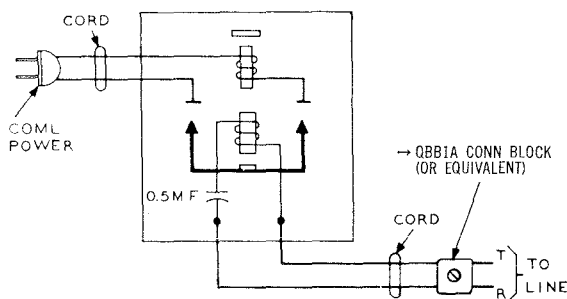 CORD
COML
POWER
→ QBB1A CONN BLOCK
(OR EQUIVALENT)
0.5MF
CORD
T
R
TO
LINE